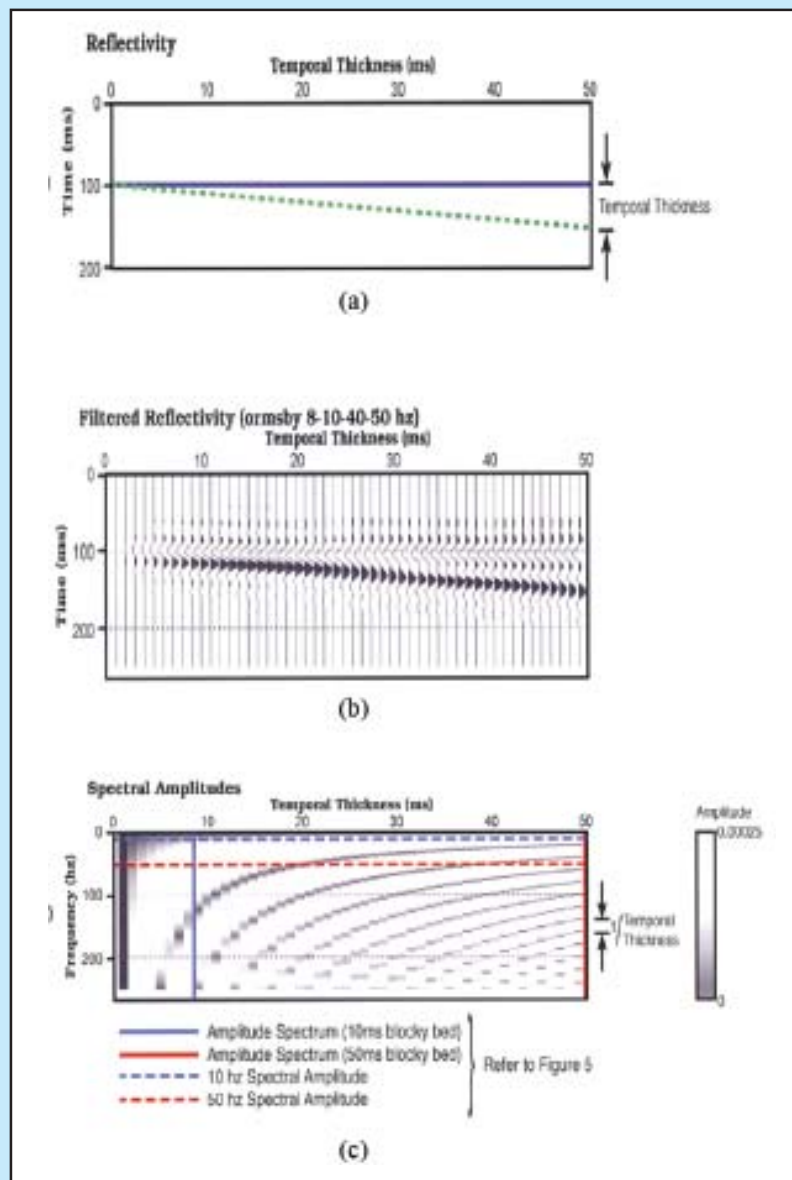 Reflectivity
Temporal Thickness (ms)
0 10 20 30 40 50
Time (ms)
0
100
200
Temporal Thickness
(a)
Filtered Reflectivity (ormsby 8-10-40-50 hz)
Temporal Thickness (ms)
0 10 20 30 40 50
Time (ms)
0
100
200
(b)
Spectral Amplitudes
Temporal Thickness (ms)
0 10 20 30 40 50
Frequency (hz)
0
100
200
1/Temporal
Thickness
Amplitude
0.00025
0
Amplitude Spectrum (10ms blocky bed)
Amplitude Spectrum (50ms blocky bed)
10 hz Spectral Amplitude
50 hz Spectral Amplitude
Refer to Figure 5
(c)